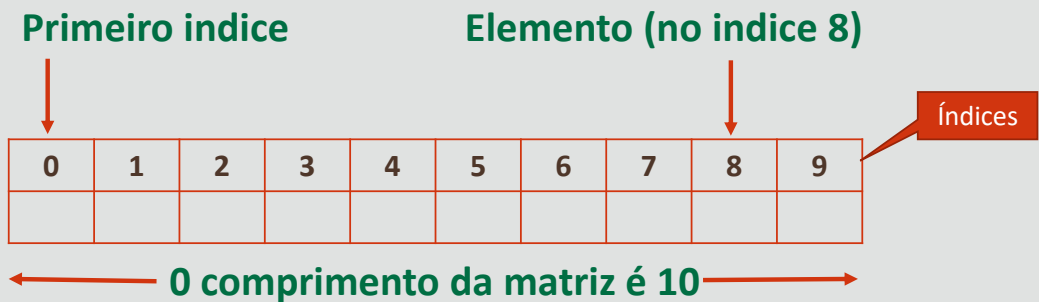 Primeiro indice
Elemento (no indice 8)
Índices
0 1 2 3 4 5 6 7 8 9
0 comprimento da matriz é 10